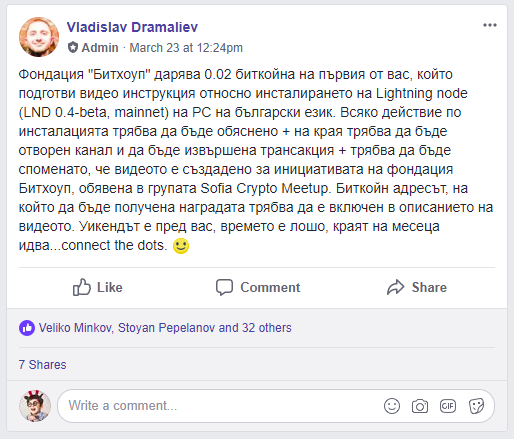 Vladislav Dramaliev
Admin · March 23 at 12:24pm
Фондация "Битхоуп" дарява 0.02 биткойна на първия от вас, който
подготви видео инструкция относно инсталирането на Lightning node
(LND 0.4-beta, mainnet) на PC на български език. Всяко действие по
инсталацията трябва да бъде обяснено + на края трябва да бъде
отворен канал и да бъде извършена трансакция + трябва да бъде
споменато, че видеото е създадено за инициативата на фондация
Битхоуп, обявена в групата Sofia Crypto Meetup. Биткойн адресът, на
който да бъде получена наградата трябва да е включен в описанието на
видеото. Уикендът е пред вас, времето е лошо, краят на месеца
идва...connect the dots.
Like Comment Share
Veliko Minkov, Stoyan Pepelanov and 32 others
7 Shares
Write a comment...
GIF